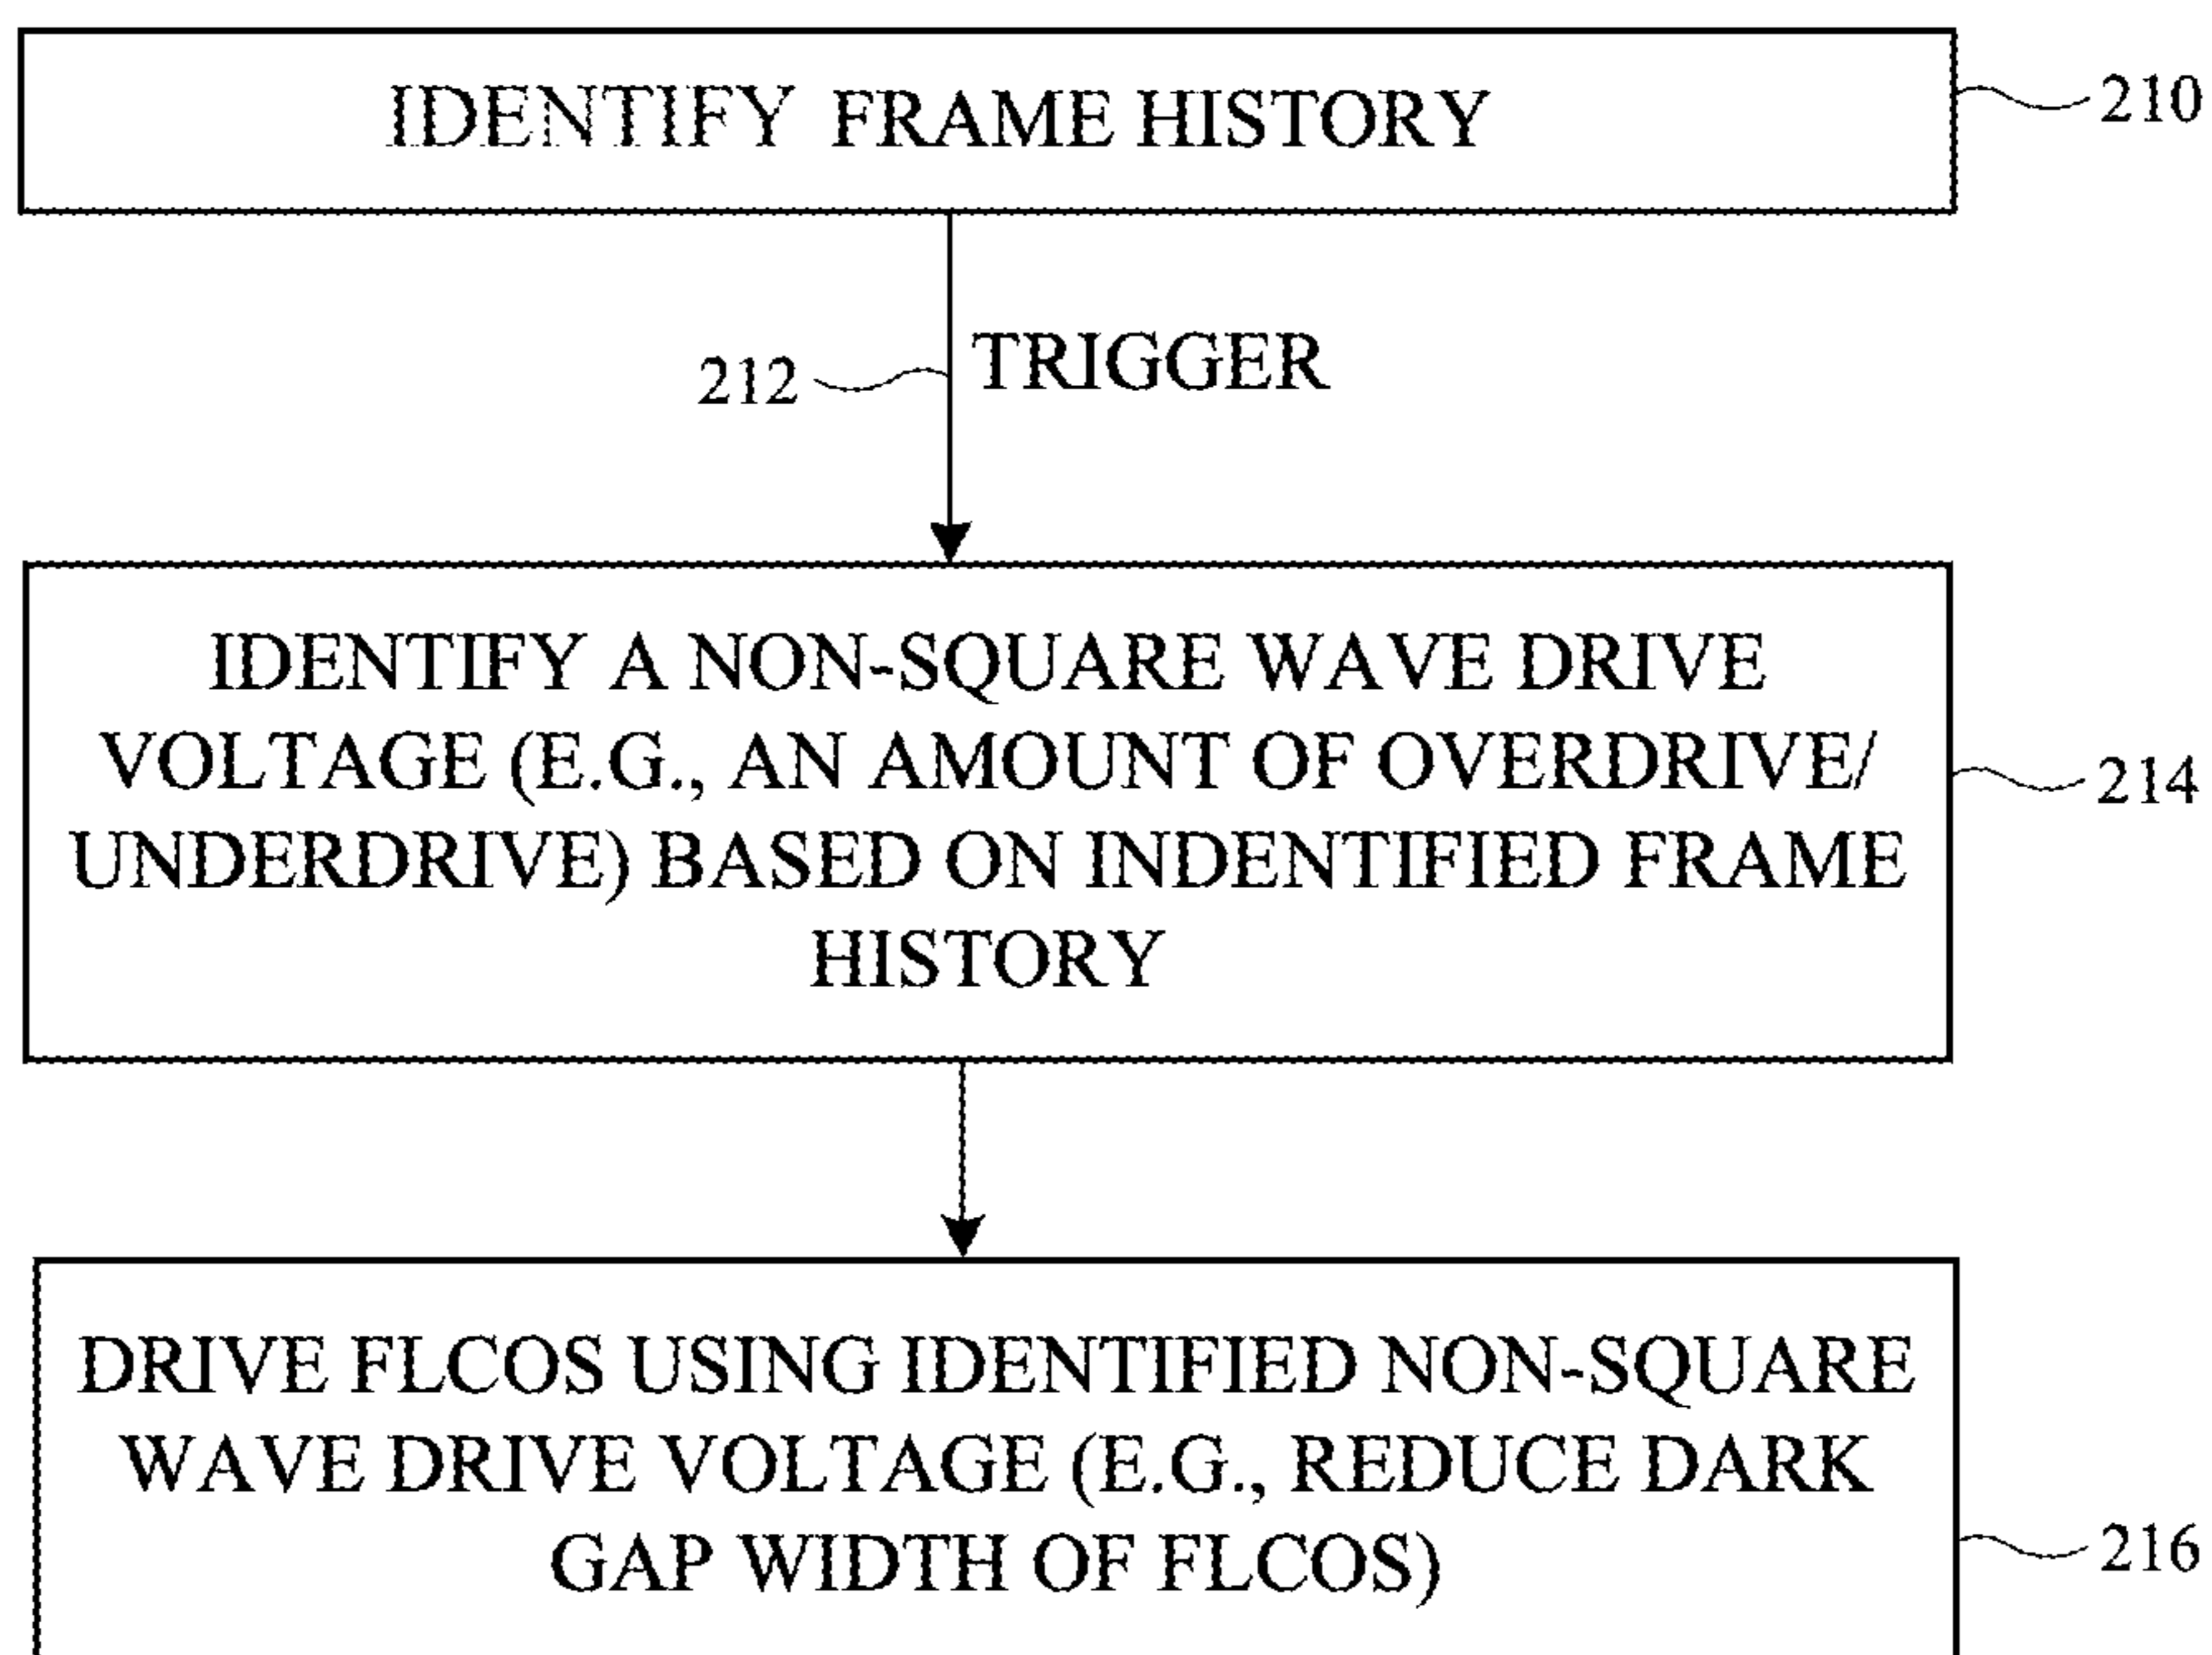 IDENTIFY FRAME HISTORY
210
212
TRIGGER
IDENTIFY A NON-SQUARE WAVE DRIVE
VOLTAGE (E.G., AN AMOUNT OF OVERDRIVE/
UNDERDRIVE) BASED ON INDENTIFIED FRAME
HISTORY
214
DRIVE FLCOS USING IDENTIFIED NON-SQUARE
WAVE DRIVE VOLTAGE (E.G., REDUCE DARK
GAP WIDTH OF FLCOS)
216